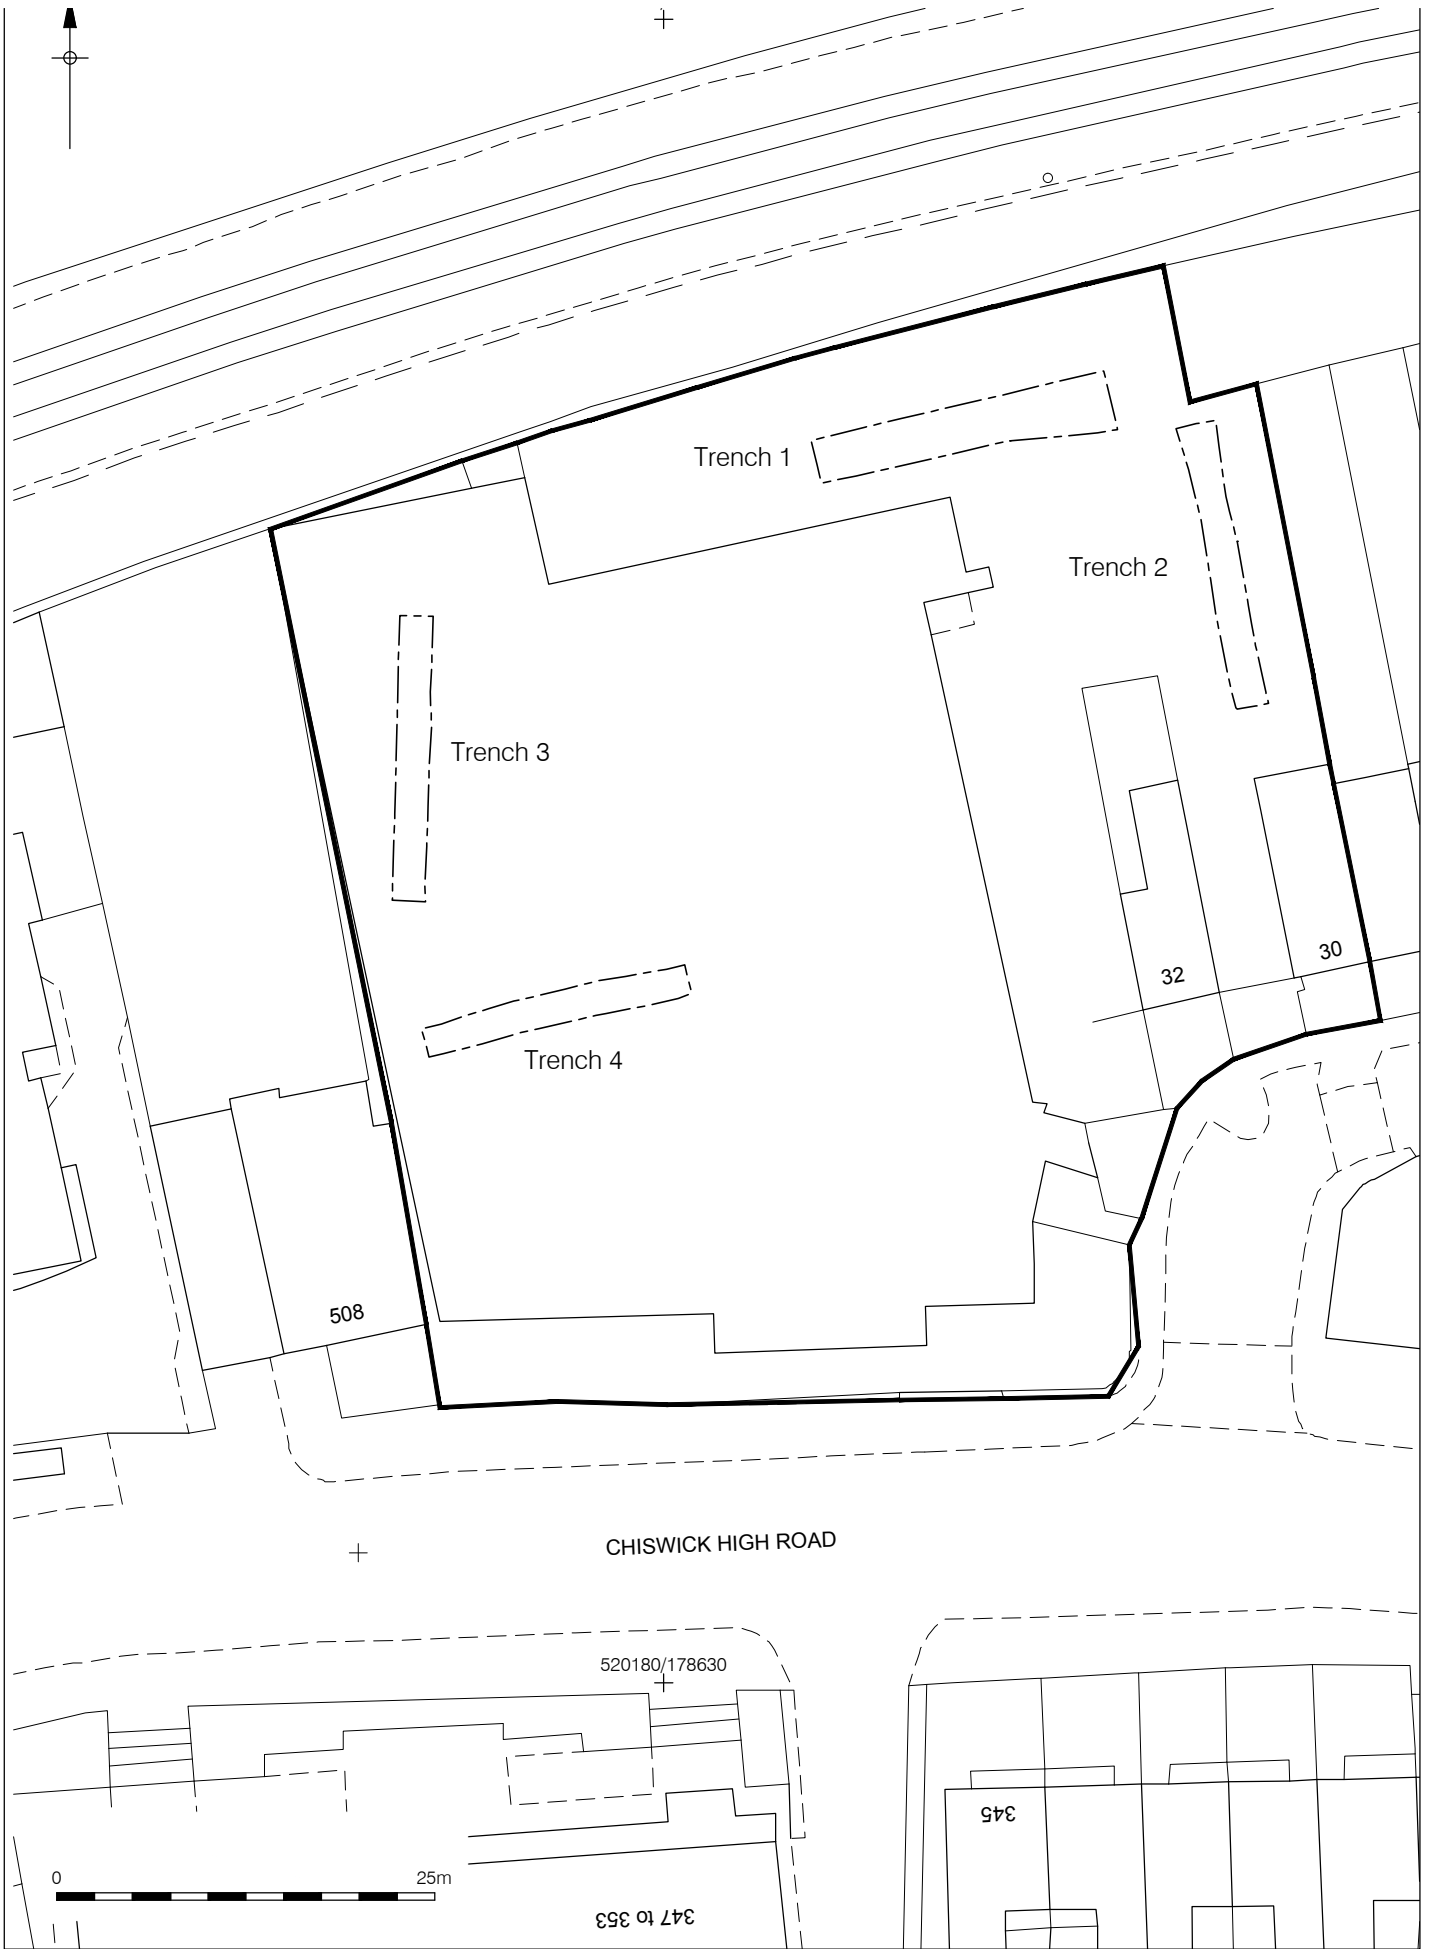 Trench 1
Trench 2
Trench 3
30
32
Trench 4
508
CHISWICK HIGH ROAD
520180/178630
345
0 25m
347 to 353